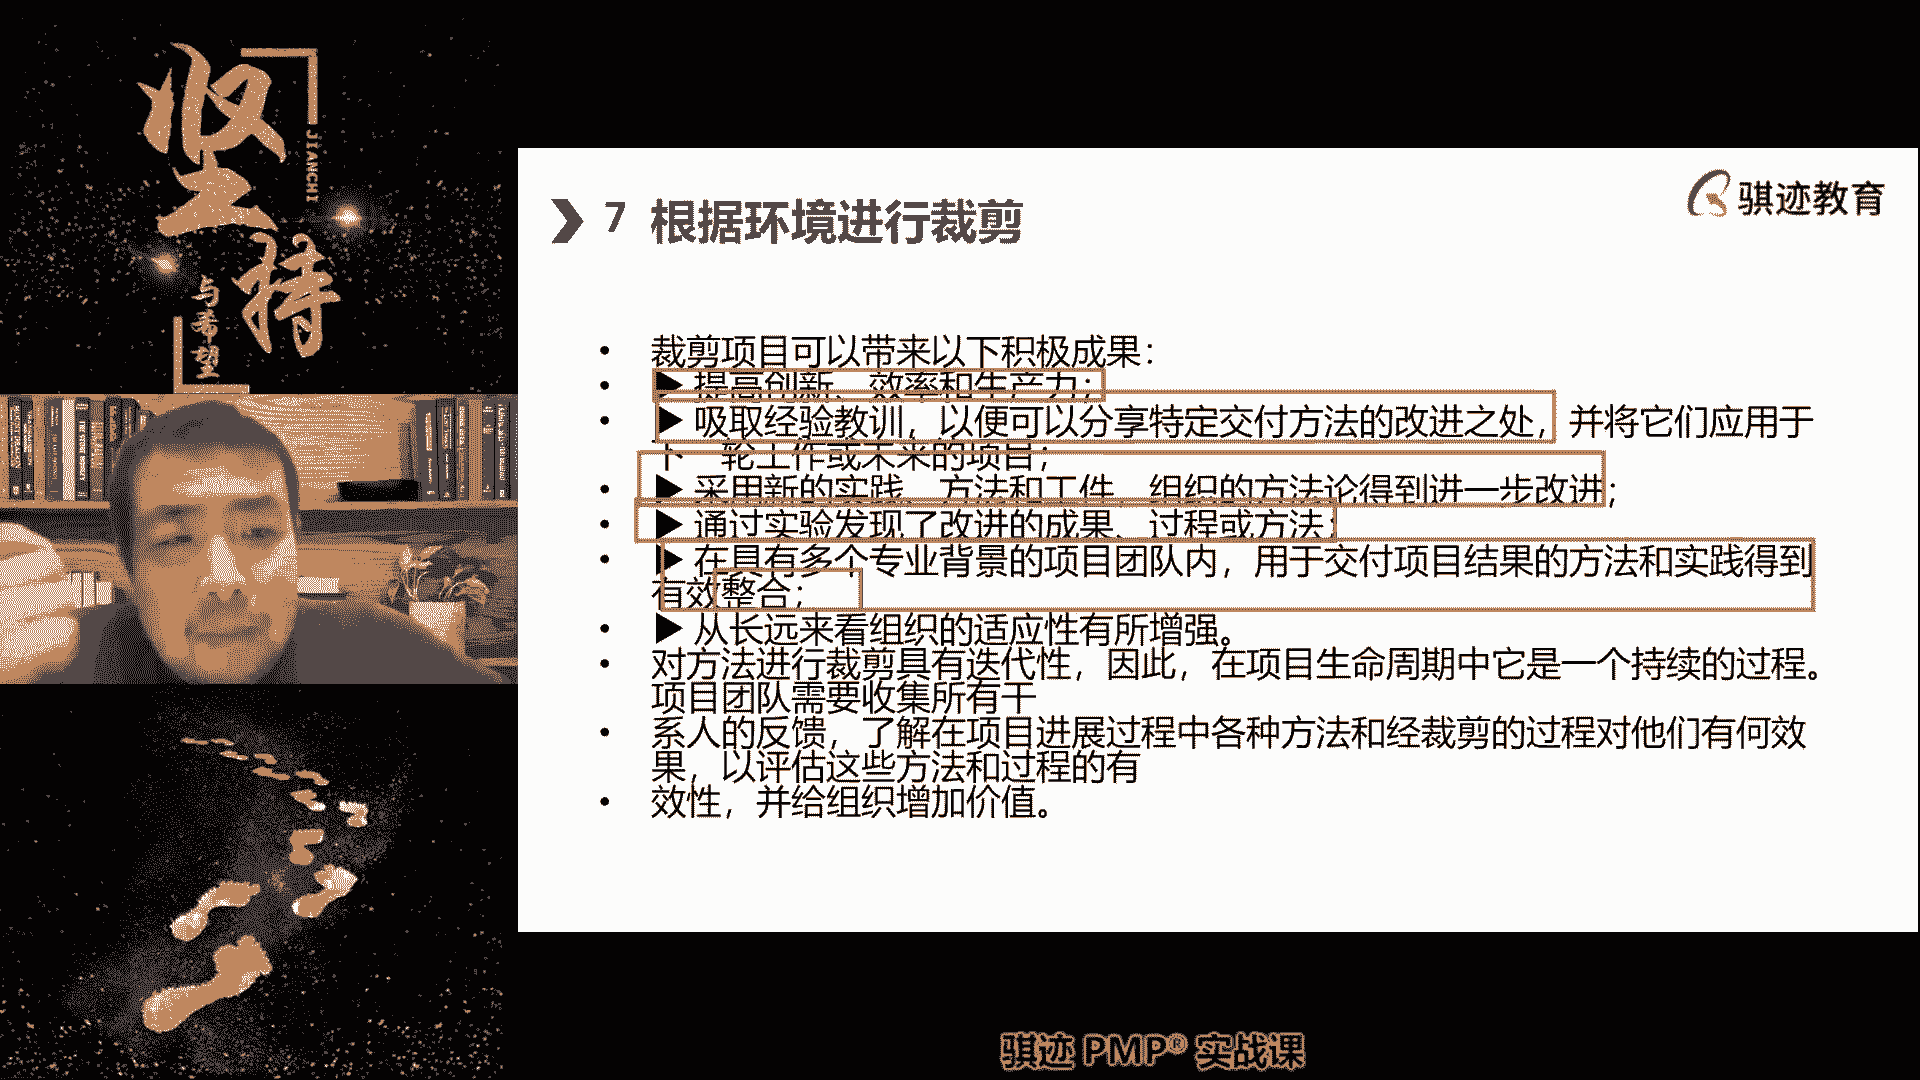 坚持
JIANCHI
与希望
7 根据环境进行裁剪
骐迹教育
• 裁剪项目可以带来以下积极成果：
• ▶ 提高创新、效率和生产力；
• ▶ 吸取经验教训，以便可以分享特定交付方法的改进之处，并将它们应用于
下一轮工作或未来的项目；
• ▶ 采用新的实践、方法和工件，组织的方法论得到进一步改进；
• ▶ 通过实验发现了改进的成果、过程或方法；
• ▶ 在具有多个专业背景的项目团队内，用于交付项目结果的方法和实践得到
有效整合；
• ▶ 从长远来看组织的适应性有所增强。
• 对方法进行裁剪具有迭代性，因此，在项目生命周期中它是一个持续的过程。
项目团队需要收集所有干
• 系人的反馈，了解在项目进展过程中各种方法和经裁剪的过程对他们有何效
果，以评估这些方法和过程的有
• 效性，并给组织增加价值。
骐迹 PMP® 实战课